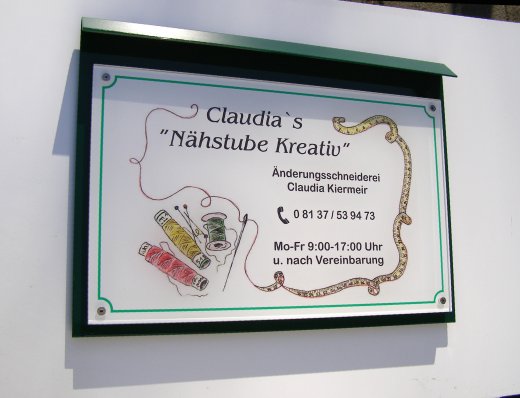 Claudia`s
"Nähstube Kreativ"
Änderungsschneiderei
Claudia Kiermeir
0 81 37 / 53 94 73
Mo-Fr 9:00-17:00 Uhr
u. nach Vereinbarung